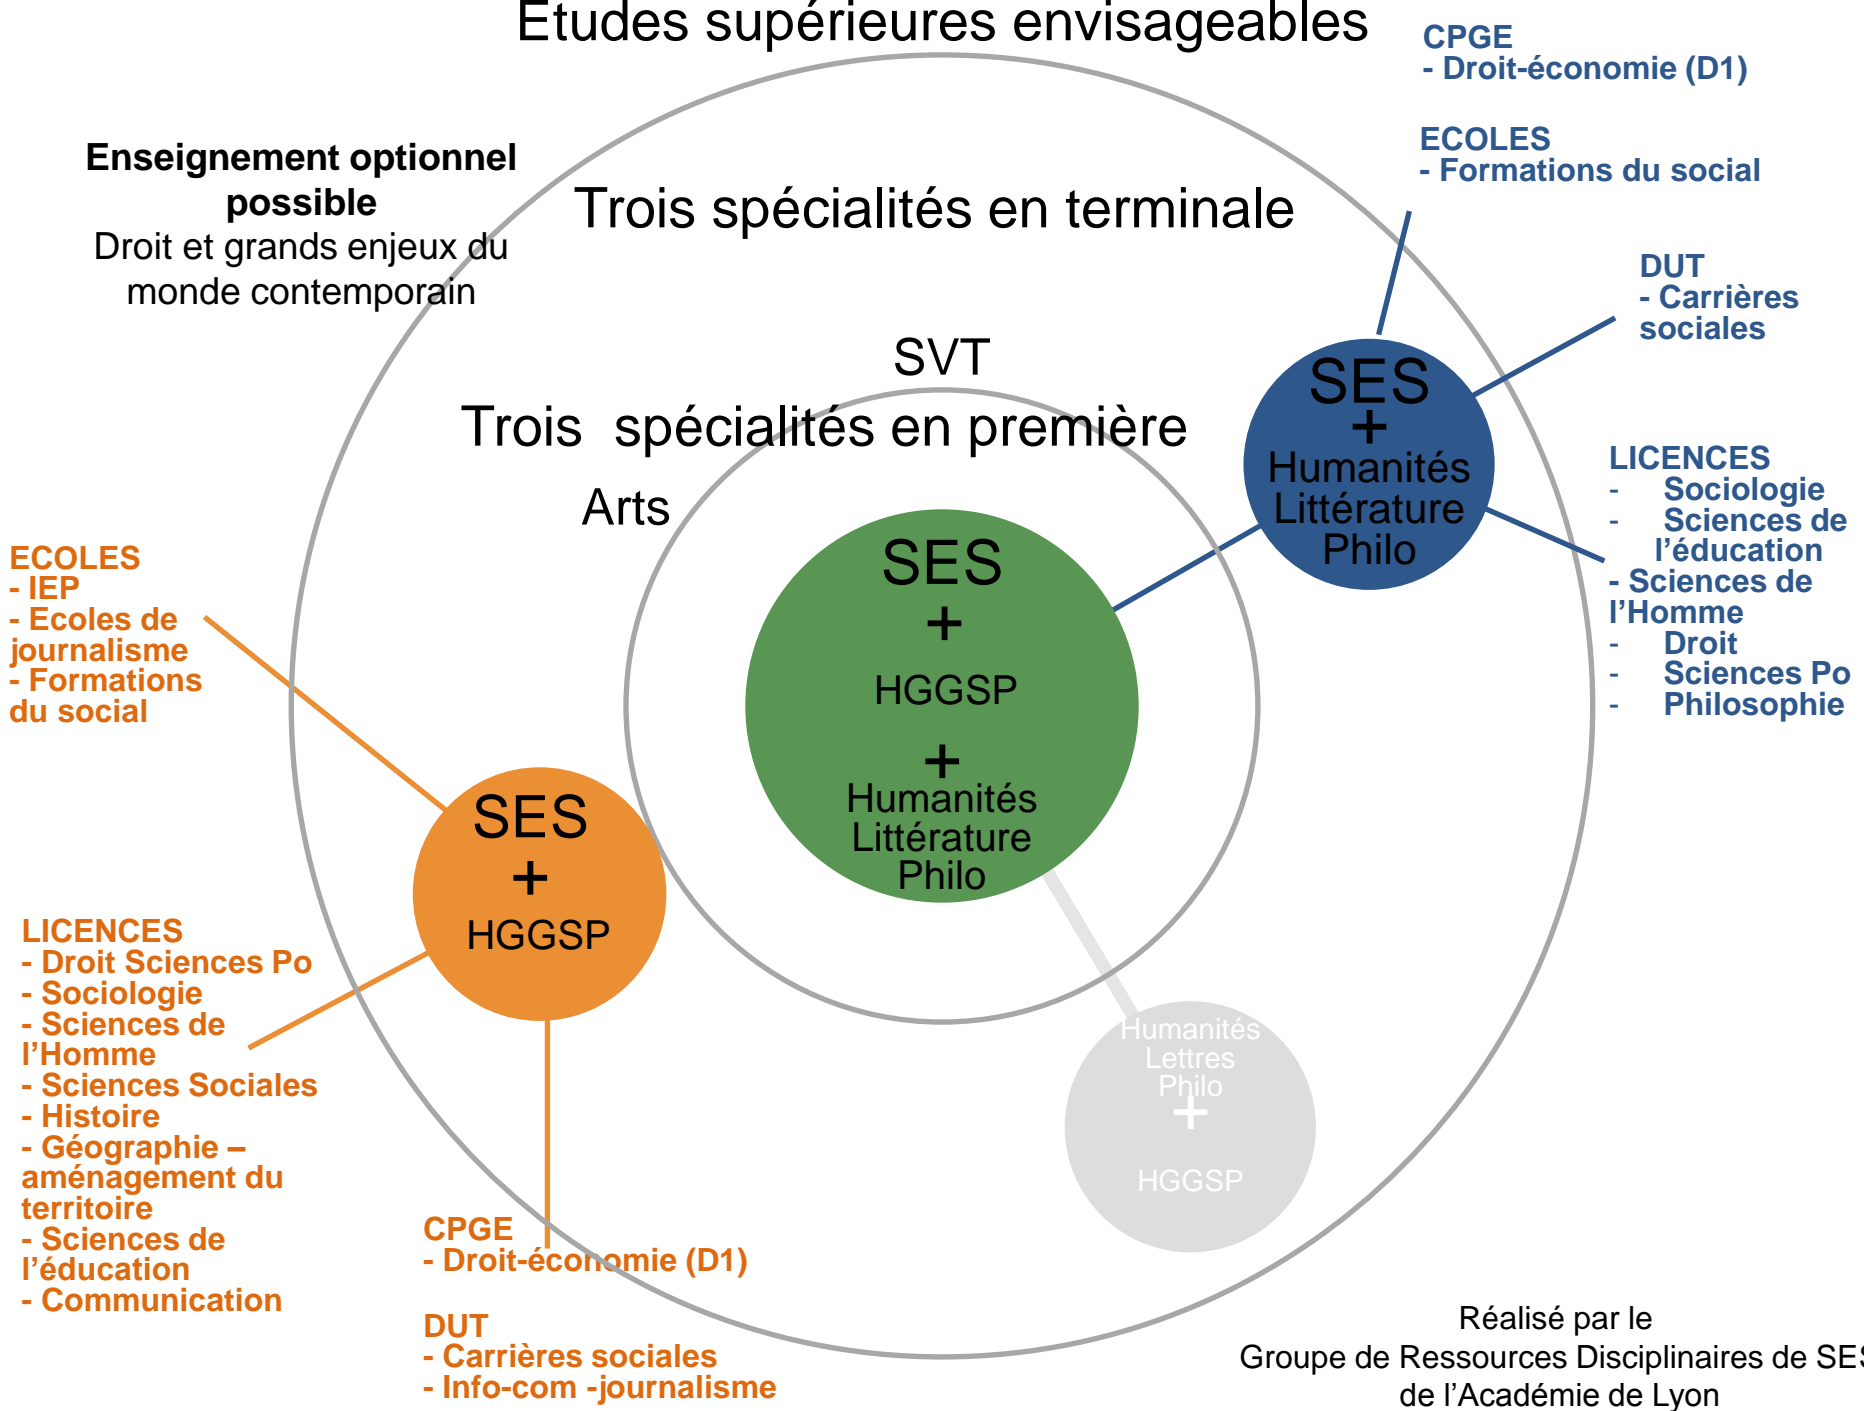 Etudes supérieures envisageables
CPGE
- Droit-économie (D1)
ECOLES
- Formations du social
Enseignement optionnel
possible
Droit et grands enjeux du
monde contemporain
Trois spécialités en terminale
DUT
- Carrières
sociales
SVT
Trois  spécialités en première
Arts
SES
+
Humanités
Littérature
Philo
LICENCES
- Sociologie
- Sciences de
l’éducation
- Sciences de
l’Homme
- Droit
- Sciences Po
- Philosophie
SES
+
HGGSP
+
Humanités
Littérature
Philo
ECOLES
- IEP
- Ecoles de
journalisme
- Formations
du social
SES
+
HGGSP
LICENCES
- Droit Sciences Po
- Sociologie
- Sciences de
l’Homme
- Sciences Sociales
- Histoire
- Géographie –
aménagement du
territoire
- Sciences de
l’éducation
- Communication
Humanités
Lettres
Philo
+
HGGSP
CPGE
- Droit-économie (D1)
DUT
- Carrières sociales
- Info-com -journalisme
Réalisé par le
Groupe de Ressources Disciplinaires de SES
de l’Académie de Lyon